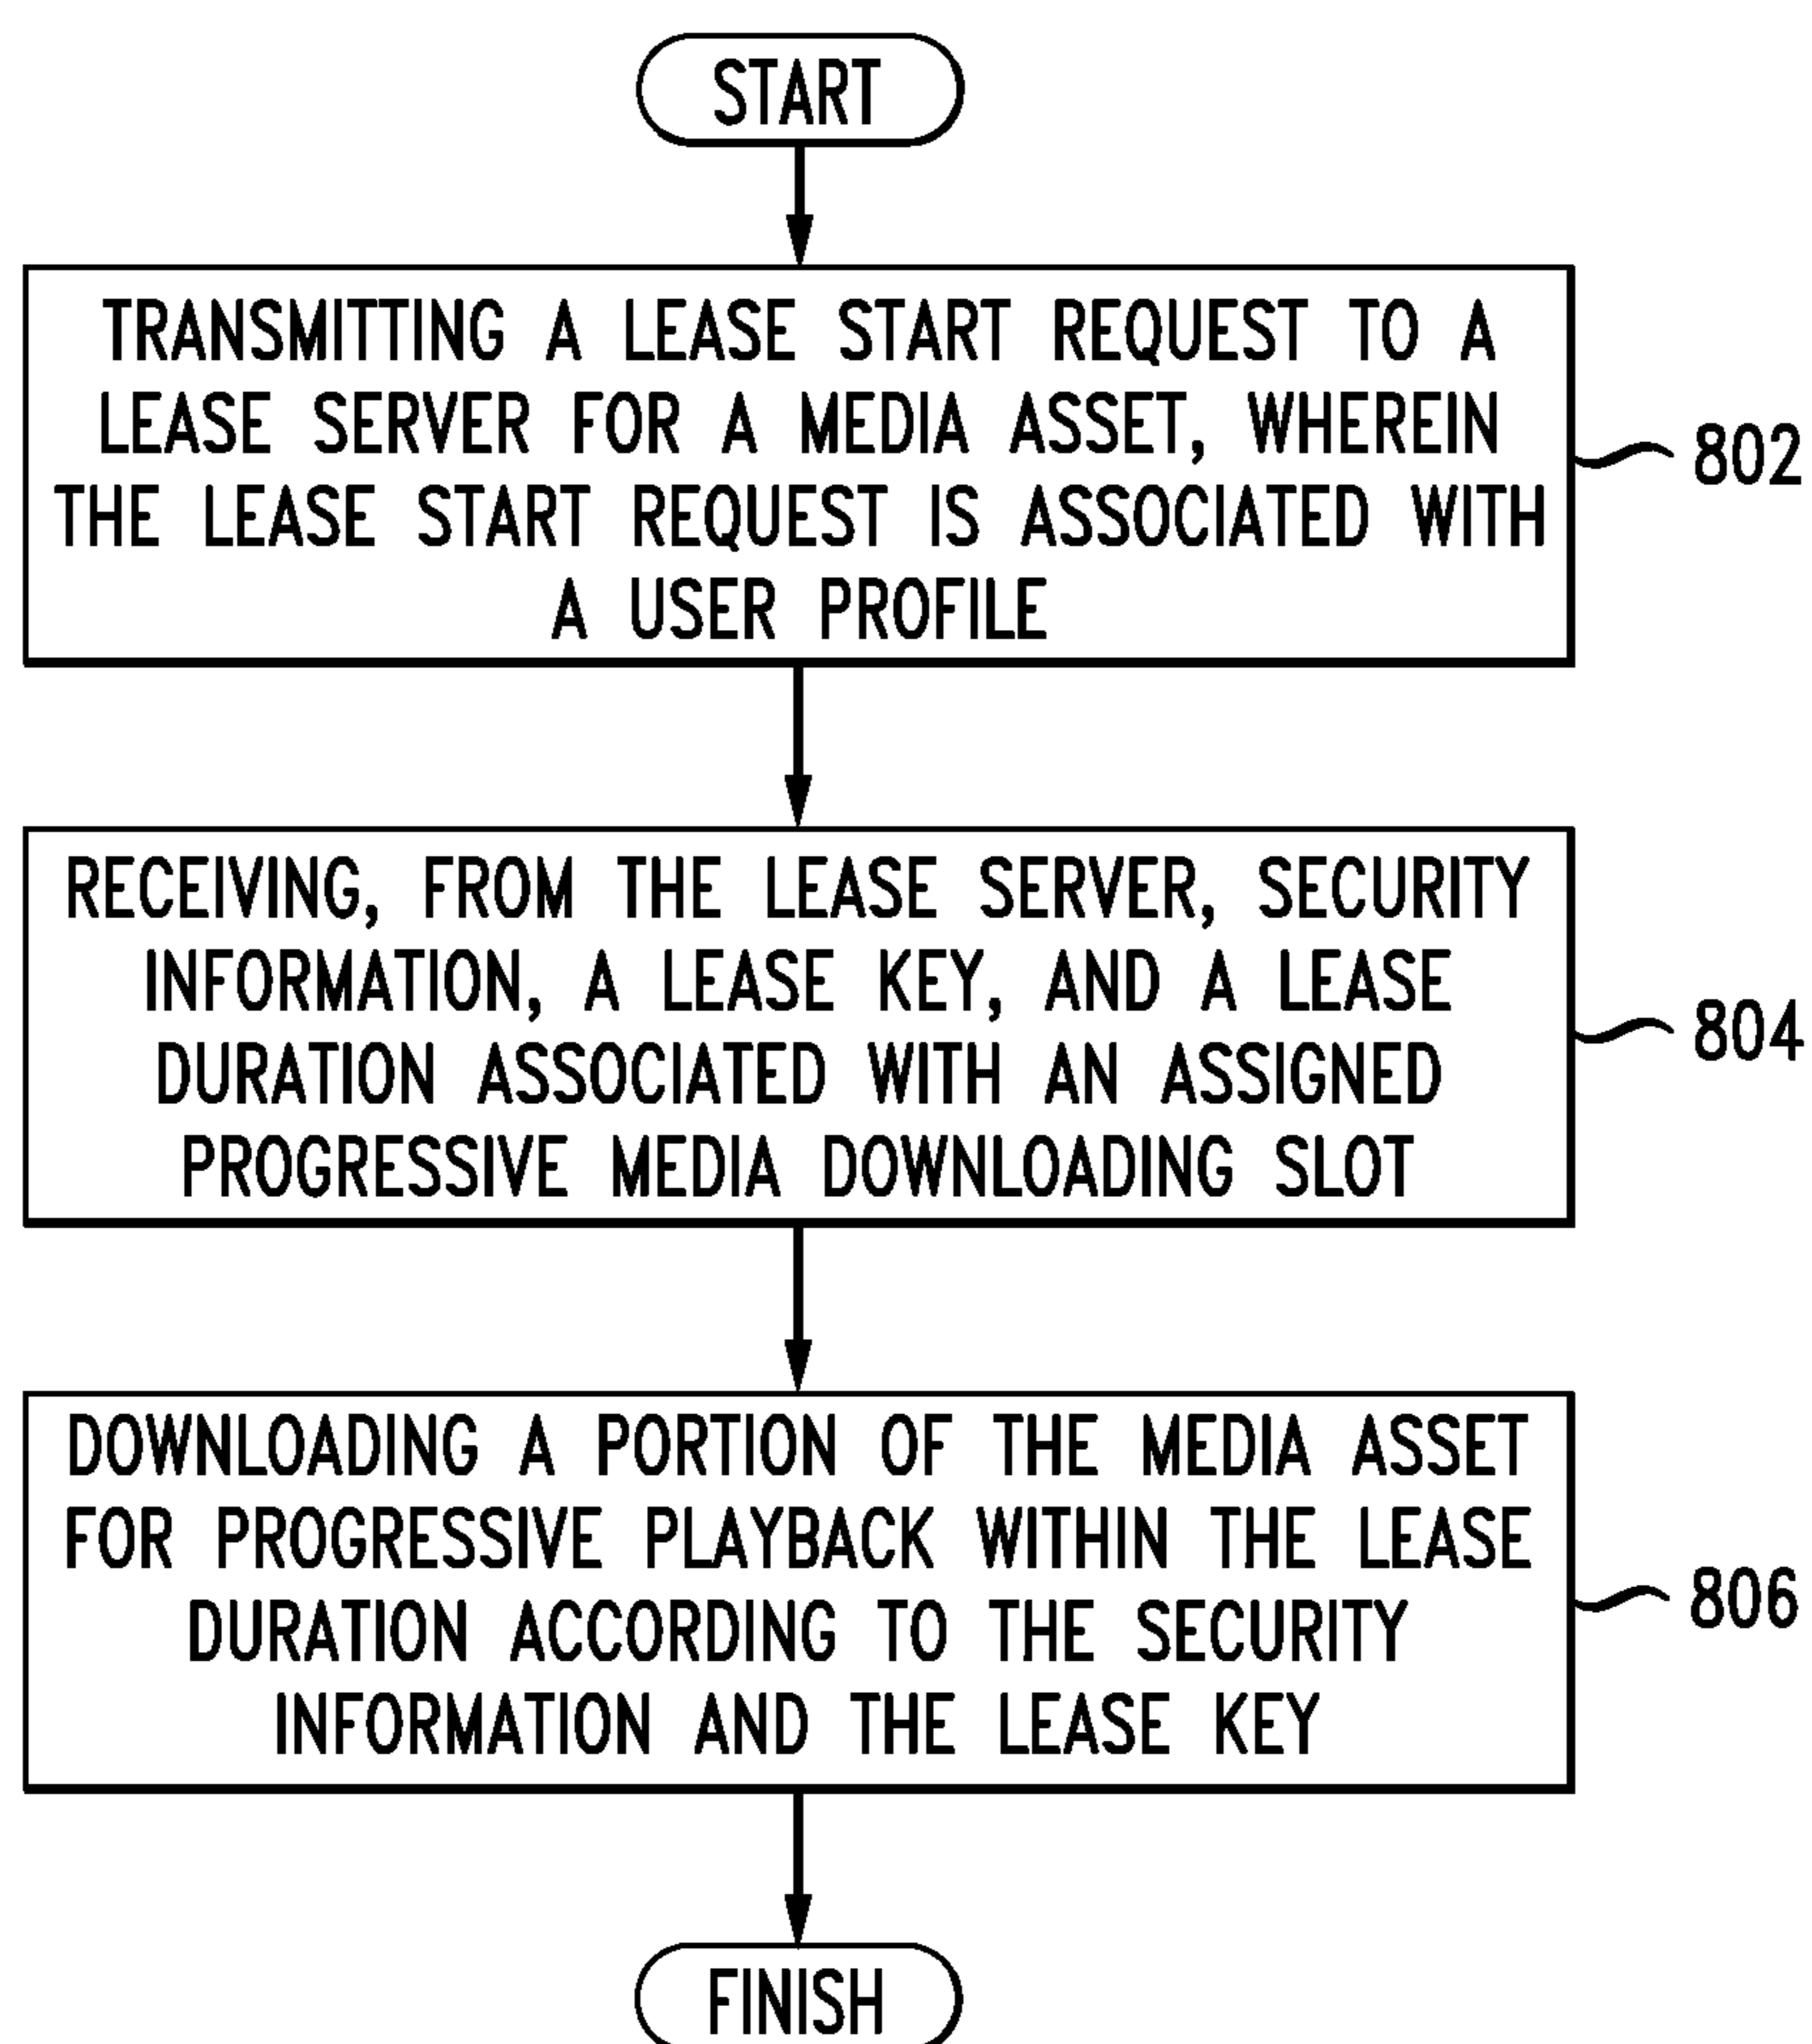 START
TRANSMITTING A LEASE START REQUEST TO A
LEASE SERVER FOR A MEDIA ASSET, WHEREIN
THE LEASE START REQUEST IS ASSOCIATED WITH
A USER PROFILE
802
RECEIVING, FROM THE LEASE SERVER, SECURITY
INFORMATION, A LEASE KEY, AND A LEASE
DURATION ASSOCIATED WITH AN ASSIGNED
PROGRESSIVE MEDIA DOWNLOADING SLOT
804
DOWNLOADING A PORTION OF THE MEDIA ASSET
FOR PROGRESSIVE PLAYBACK WITHIN THE LEASE
DURATION ACCORDING TO THE SECURITY
INFORMATION AND THE LEASE KEY
806
FINISH